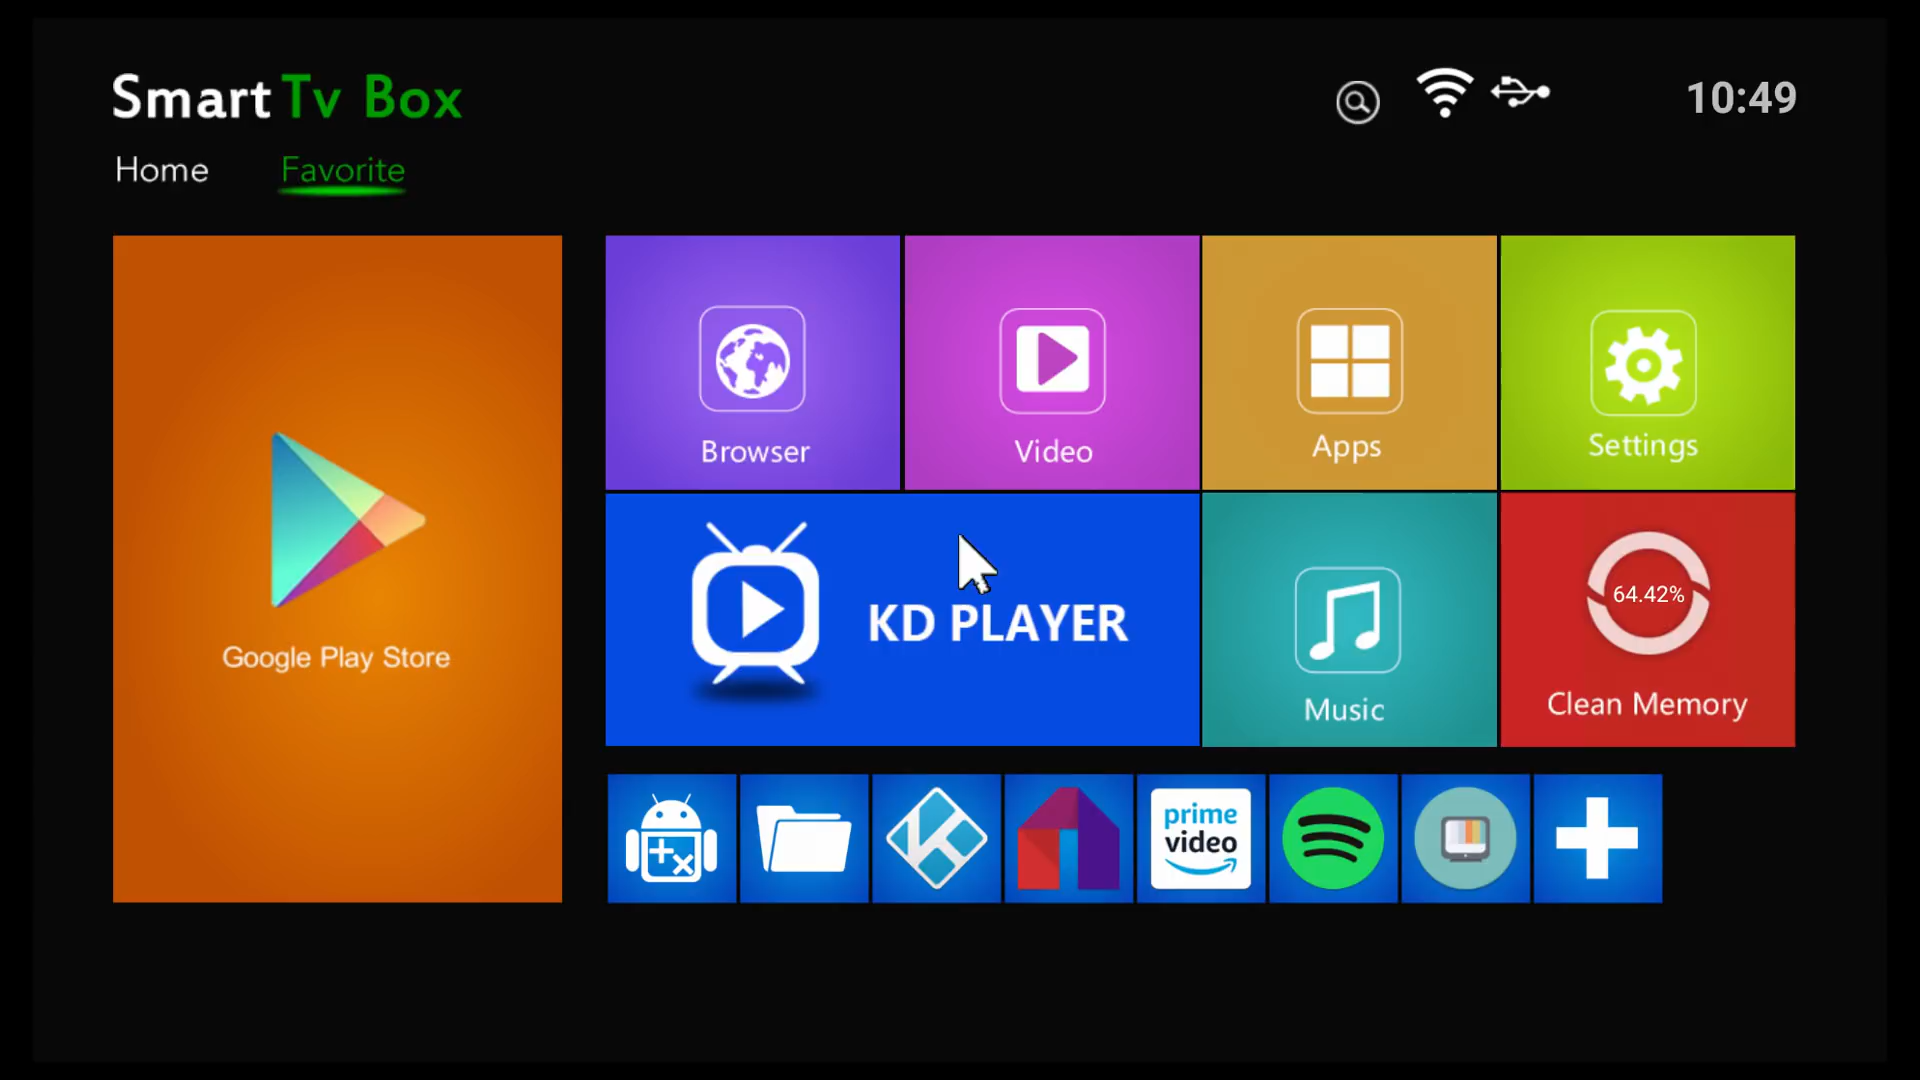 Smart Tv Box
10:49
Home
Favorite
Browser
Video
Apps
Settings
Google Play Store
KD PLAYER
Music
64.42%
Clean Memory
prime
video